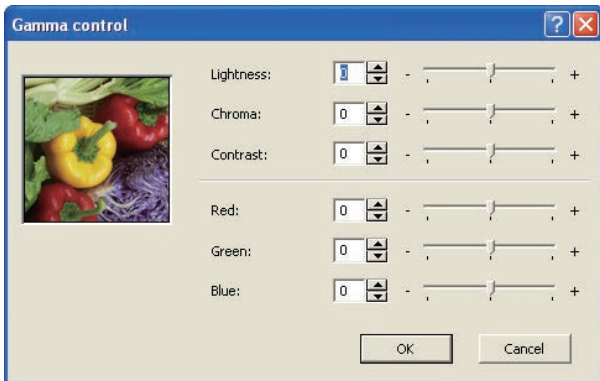 Gamma control
Lightness: 0 - +
Chroma: 0 - +
Contrast: 0 - +
Red: 0 - +
Green: 0 - +
Blue: 0 - +
OK Cancel